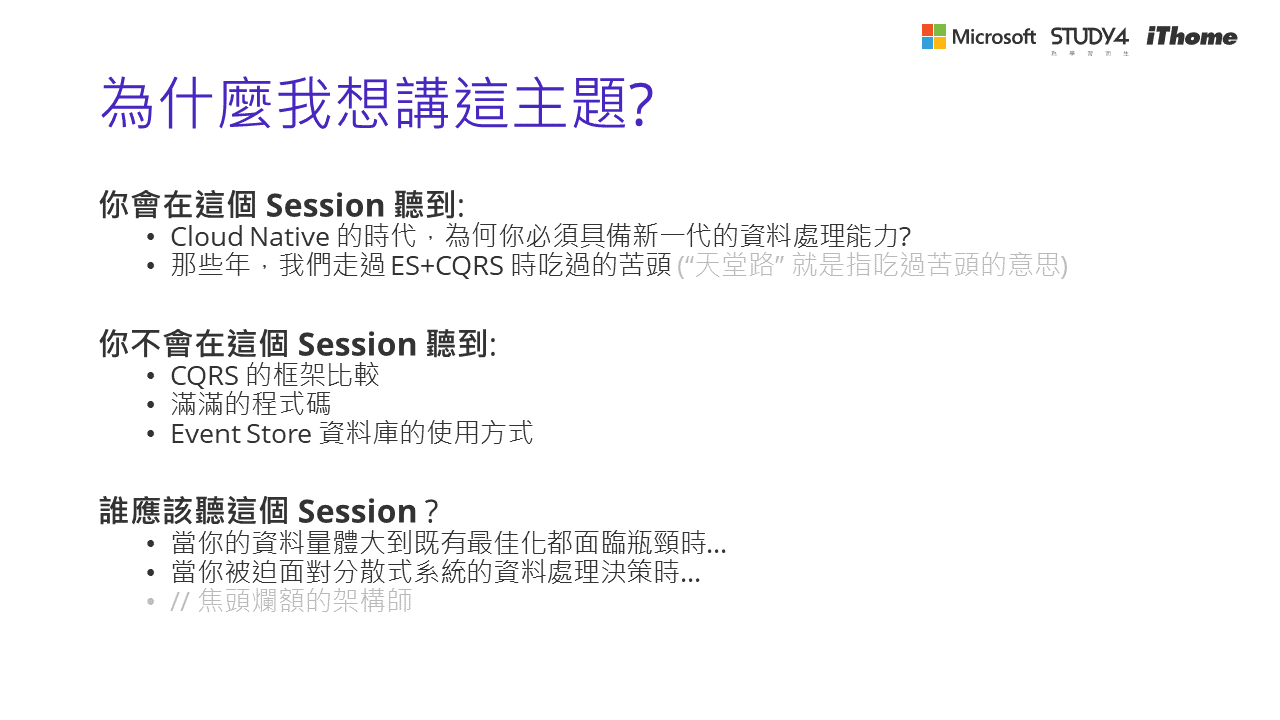 Microsoft STUDY4 iThome
為學習而生
為什麼我想講這主題?
你會在這個 Session 聽到:
• Cloud Native 的時代，為何你必須具備新一代的資料處理能力?
• 那些年，我們走過 ES+CQRS 時吃過的苦頭 (“天堂路” 就是指吃過苦頭的意思)
你不會在這個 Session 聽到:
• CQRS 的框架比較
• 滿滿的程式碼
• Event Store 資料庫的使用方式
誰應該聽這個 Session？
• 當你的資料量體大到既有最佳化都面臨瓶頸時...
• 當你被迫面對分散式系統的資料處理決策時...
• // 焦頭爛額的架構師